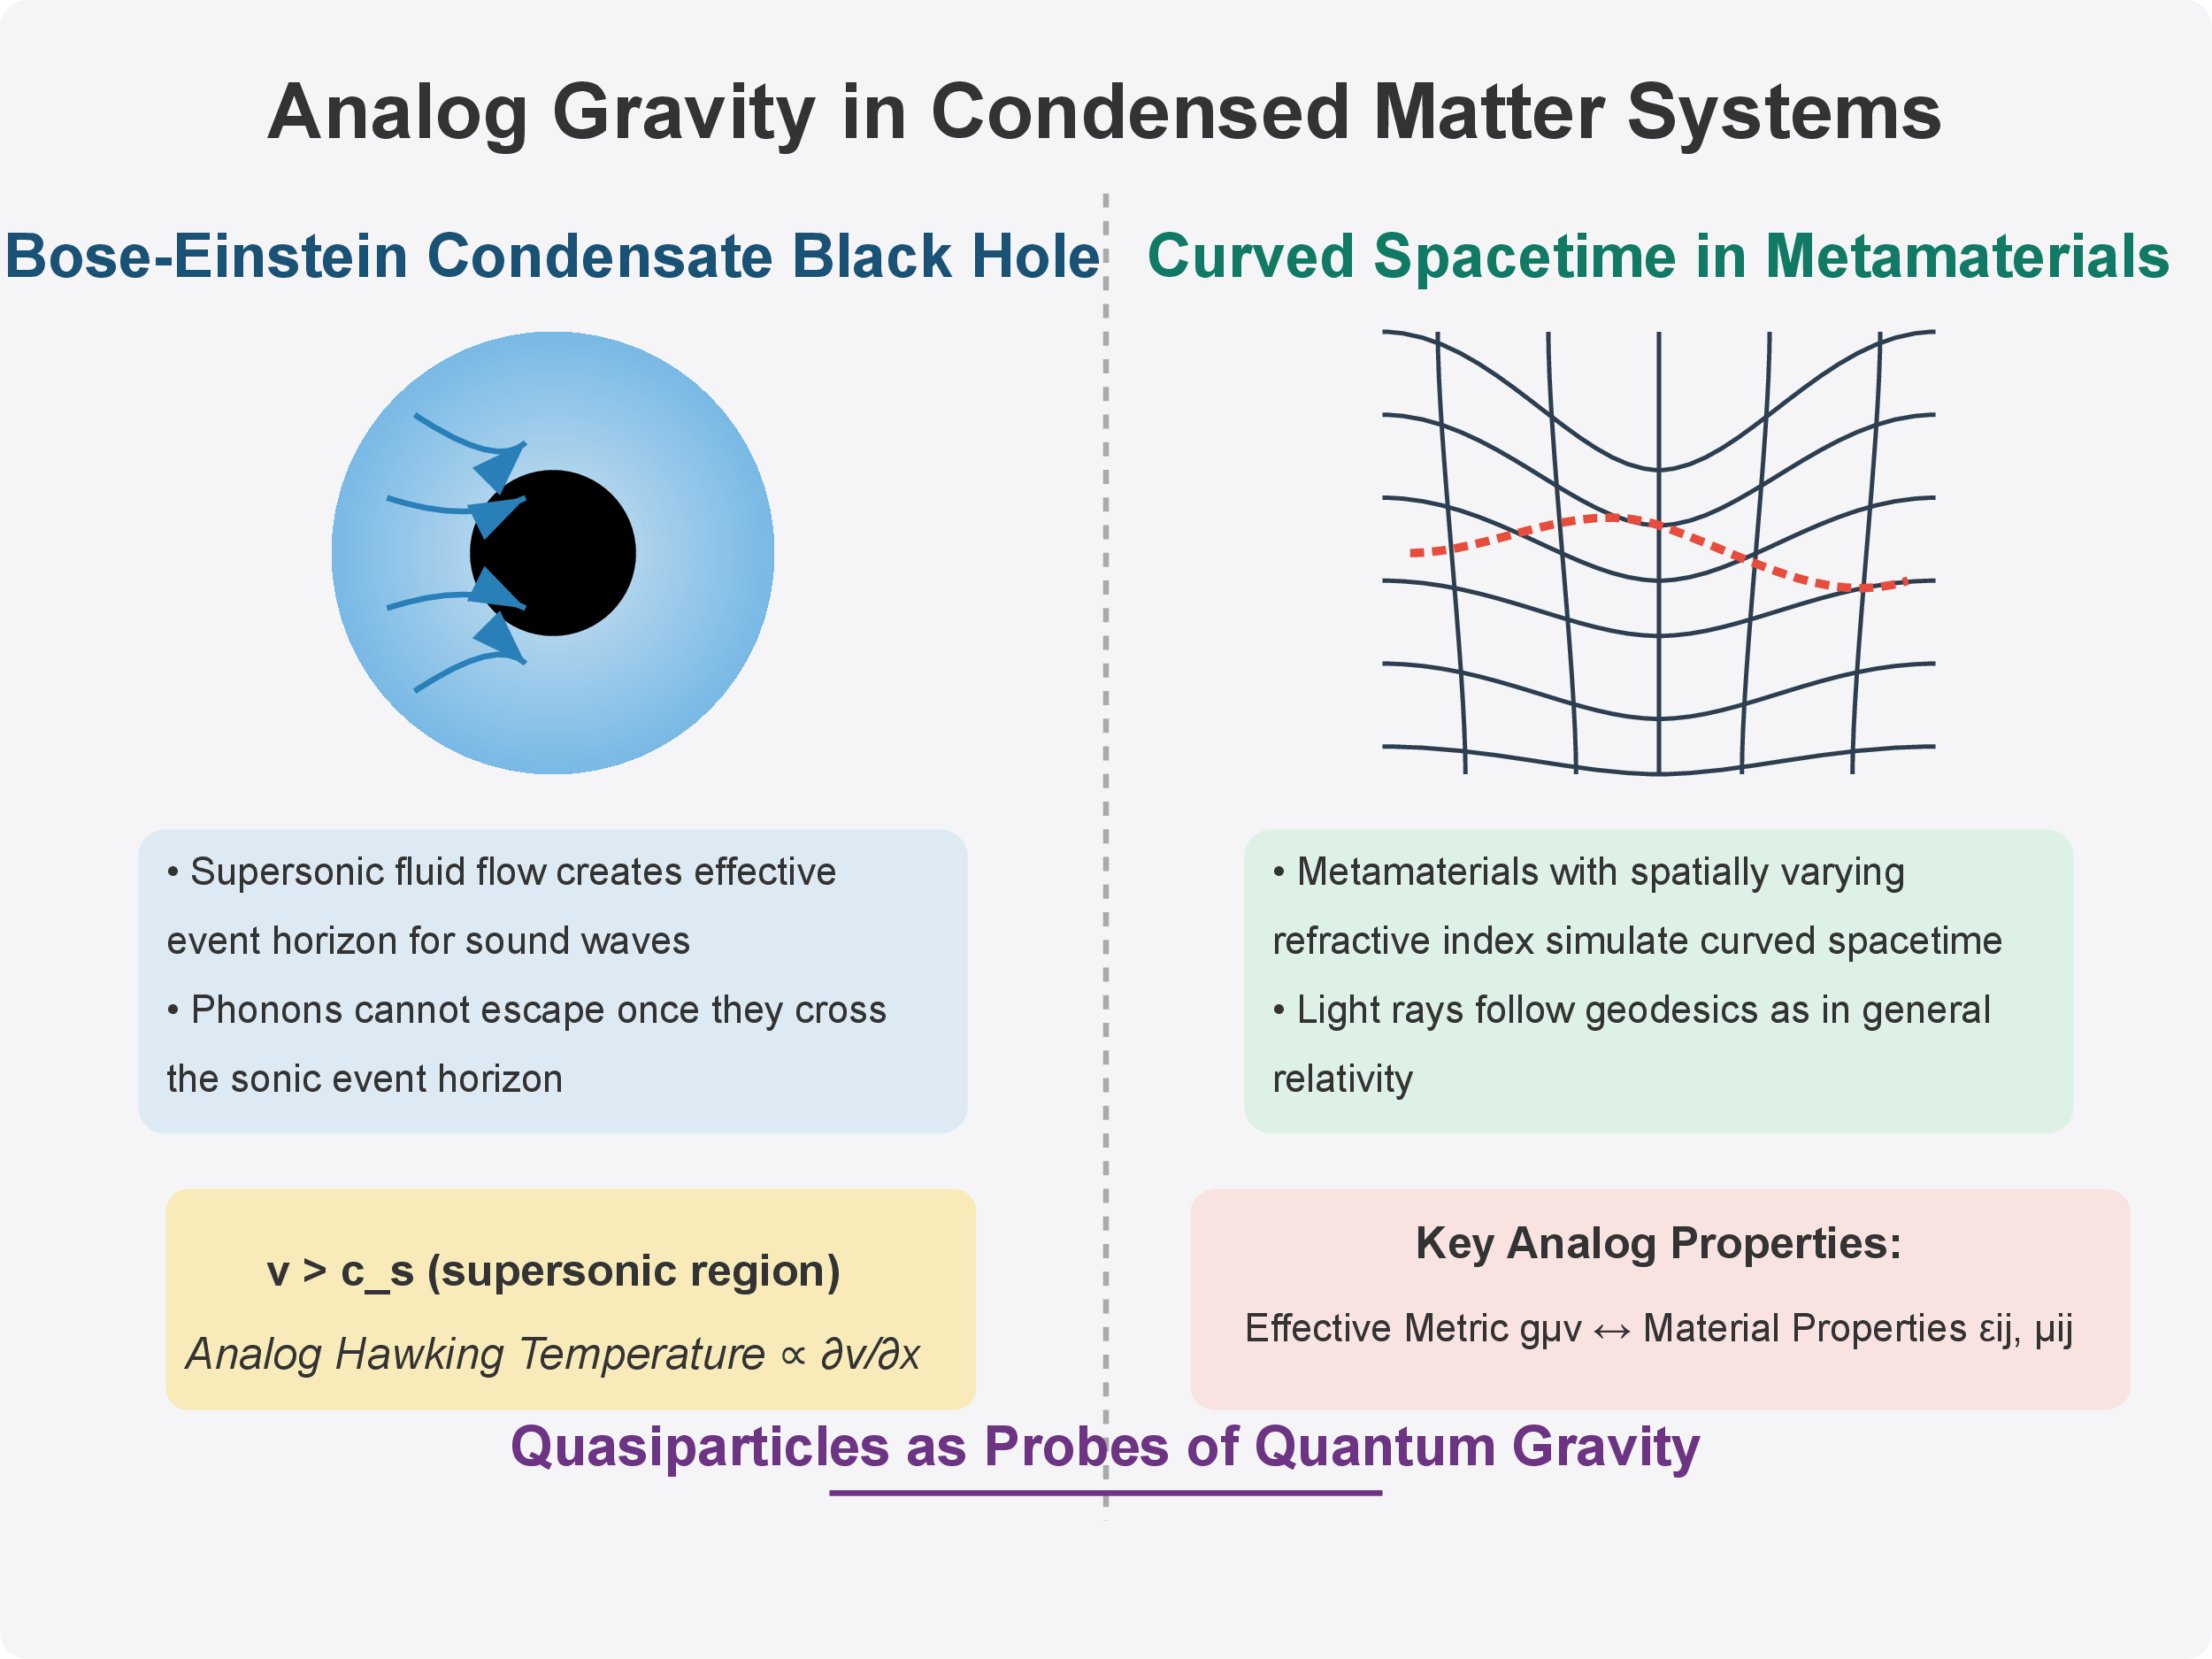 Analog Gravity in Condensed Matter Systems
Bose-Einstein Condensate Black Hole
• Supersonic fluid flow creates effective
event horizon for sound waves
• Phonons cannot escape once they cross
the sonic event horizon
v > c_s (supersonic region)
Analog Hawking Temperature ∝ ∂v/∂x
Curved Spacetime in Metamaterials
• Metamaterials with spatially varying
refractive index simulate curved spacetime
• Light rays follow geodesics as in general
relativity
Key Analog Properties:
Effective Metric gμν ↔ Material Properties εij, μij
Quasiparticles as Probes of Quantum Gravity